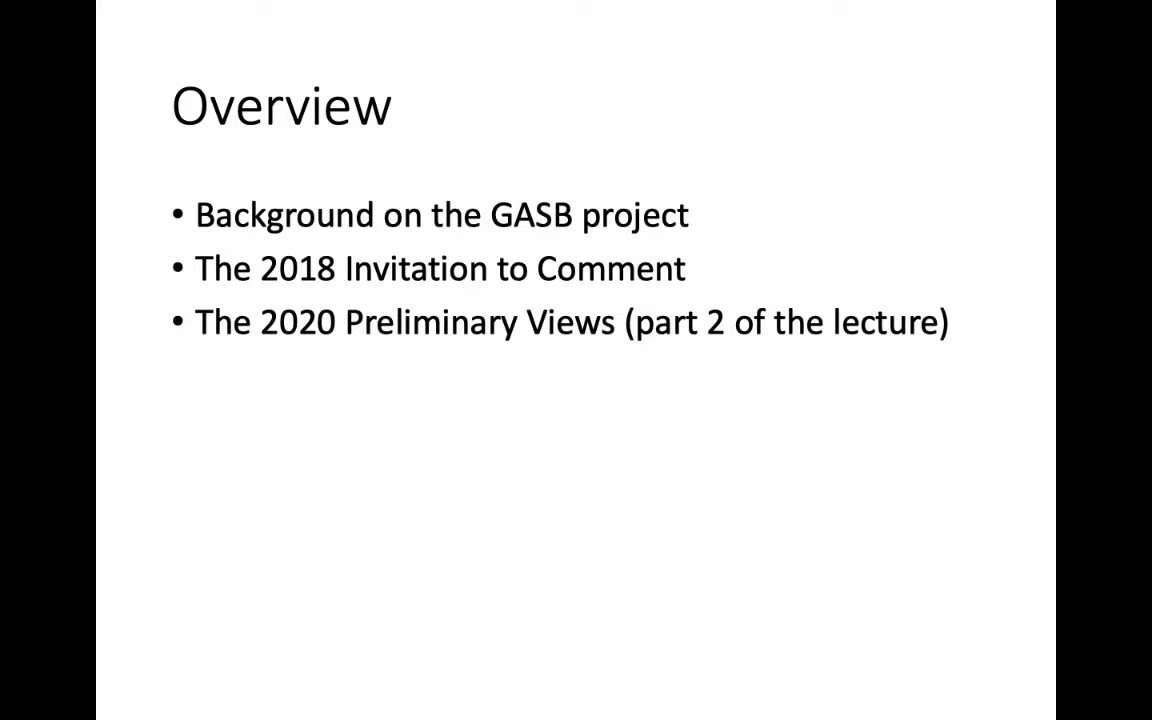 Overview
• Background on the GASB project
• The 2018 Invitation to Comment
• The 2020 Preliminary Views (part 2 of the lecture)